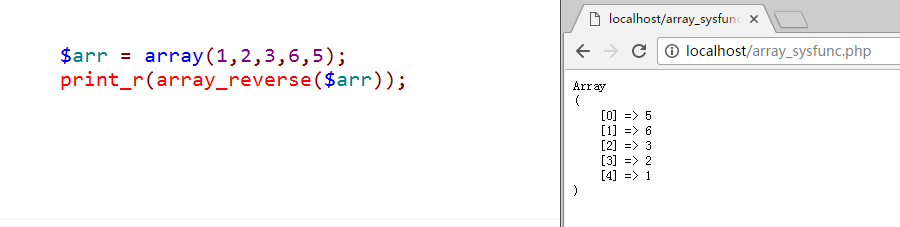 $arr = array(1,2,3,6,5);
print_r(array_reverse($arr));
localhost/array_sysfunc
localhost/array_sysfunc.php
Array
(
[0] => 5
[1] => 6
[2] => 3
[3] => 2
[4] => 1
)